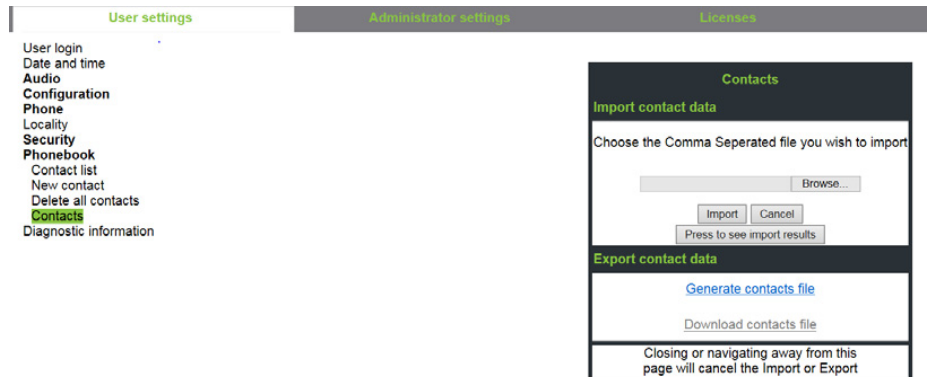 User settings
Administrator settings
Licenses
User login
Date and time
Audio
Configuration
Phone
Locality
Security
Phonebook
Contact list
New contact
Delete all contacts
Contacts
Diagnostic information
Contacts
Import contact data
Choose the Comma Seperated file you wish to import
Browse...
Import
Cancel
Press to see import results
Export contact data
Generate contacts file
Download contacts file
Closing or navigating away from this
page will cancel the Import or Export